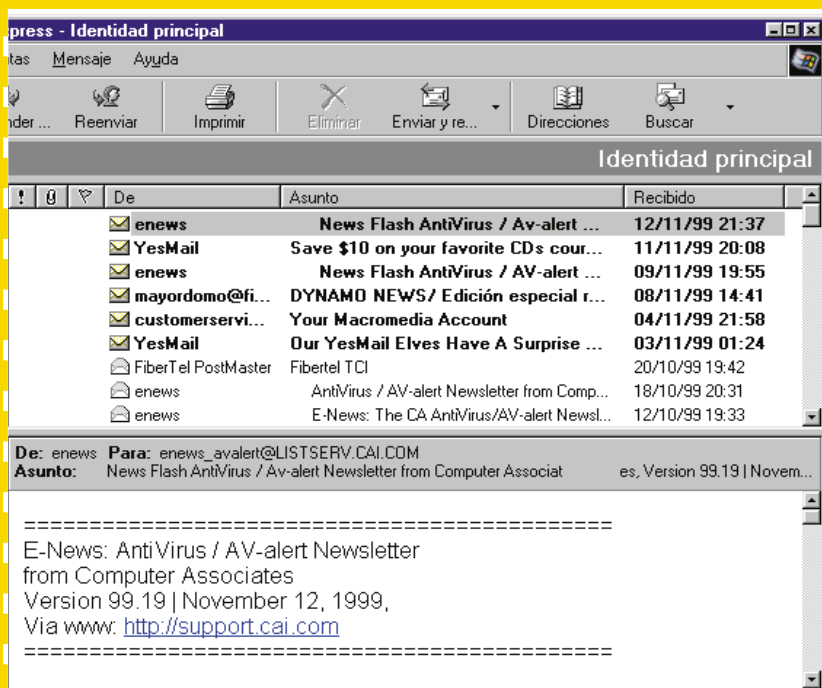 press - Identidad principal
tas Mensaje Ayuda
nder ... Reenviar Imprimir Eliminar Enviar y re... Direcciones Buscar
Identidad principal
! De Asunto Recibido
enews News Flash AntiVirus / Av-alert ... 12/11/99 21:37
YesMail Save $10 on your favorite CDs cour... 11/11/99 20:08
enews News Flash AntiVirus / AV-alert ... 09/11/99 19:55
mayordomo@fi... DYNAMO NEWS/ Edición especial r... 08/11/99 14:41
customerservi... Your Macromedia Account 04/11/99 21:58
YesMail Our YesMail Elves Have A Surprise ... 03/11/99 01:24
FiberTel PostMaster Fibertel TCI 20/10/99 19:42
enews AntiVirus / AV-alert Newsletter from Comp... 18/10/99 20:31
enews E-News: The CA AntiVirus/AV-alert Newsl... 12/10/99 19:33
De: enews Para: enews_avalert@LISTSERV.CAI.COM
Asunto: News Flash AntiVirus / Av-alert Newsletter from Computer Associat es, Version 99.19 | Novem...
=============================================
E-News: AntiVirus / AV-alert Newsletter
from Computer Associates
Version 99.19 | November 12, 1999,
Via www: http://support.cai.com
=============================================